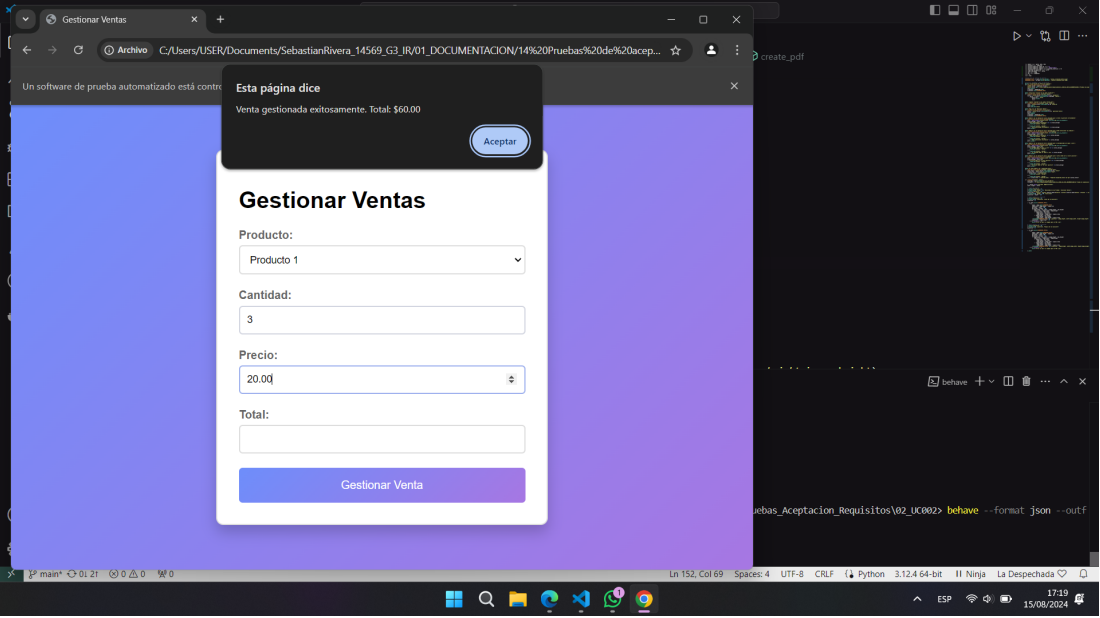 Gestionar Ventas
Archivo C:/Users/USER/Documents/SebastianRivera_14569_G3_IR/01_DOCUMENTACION/14%20Pruebas%20de%20acep...
Un software de prueba automatizado está contro
Esta página dice
Venta gestionada exitosamente. Total: $60.00
Aceptar
create_pdf
Gestionar Ventas
Producto:
Producto 1
Cantidad:
3
Precio:
20.00
Total:
Gestionar Venta
behave
uebas_Aceptacion_Requisitos\02_UC002> behave --format json --outf
main* 0↓ 2↑ 0 0 0 Ln 152, Col 69 Spaces: 4 UTF-8 CRLF Python 3.12.4 64-bit Ninja La Despechada
1
ESP 17:19
15/08/2024